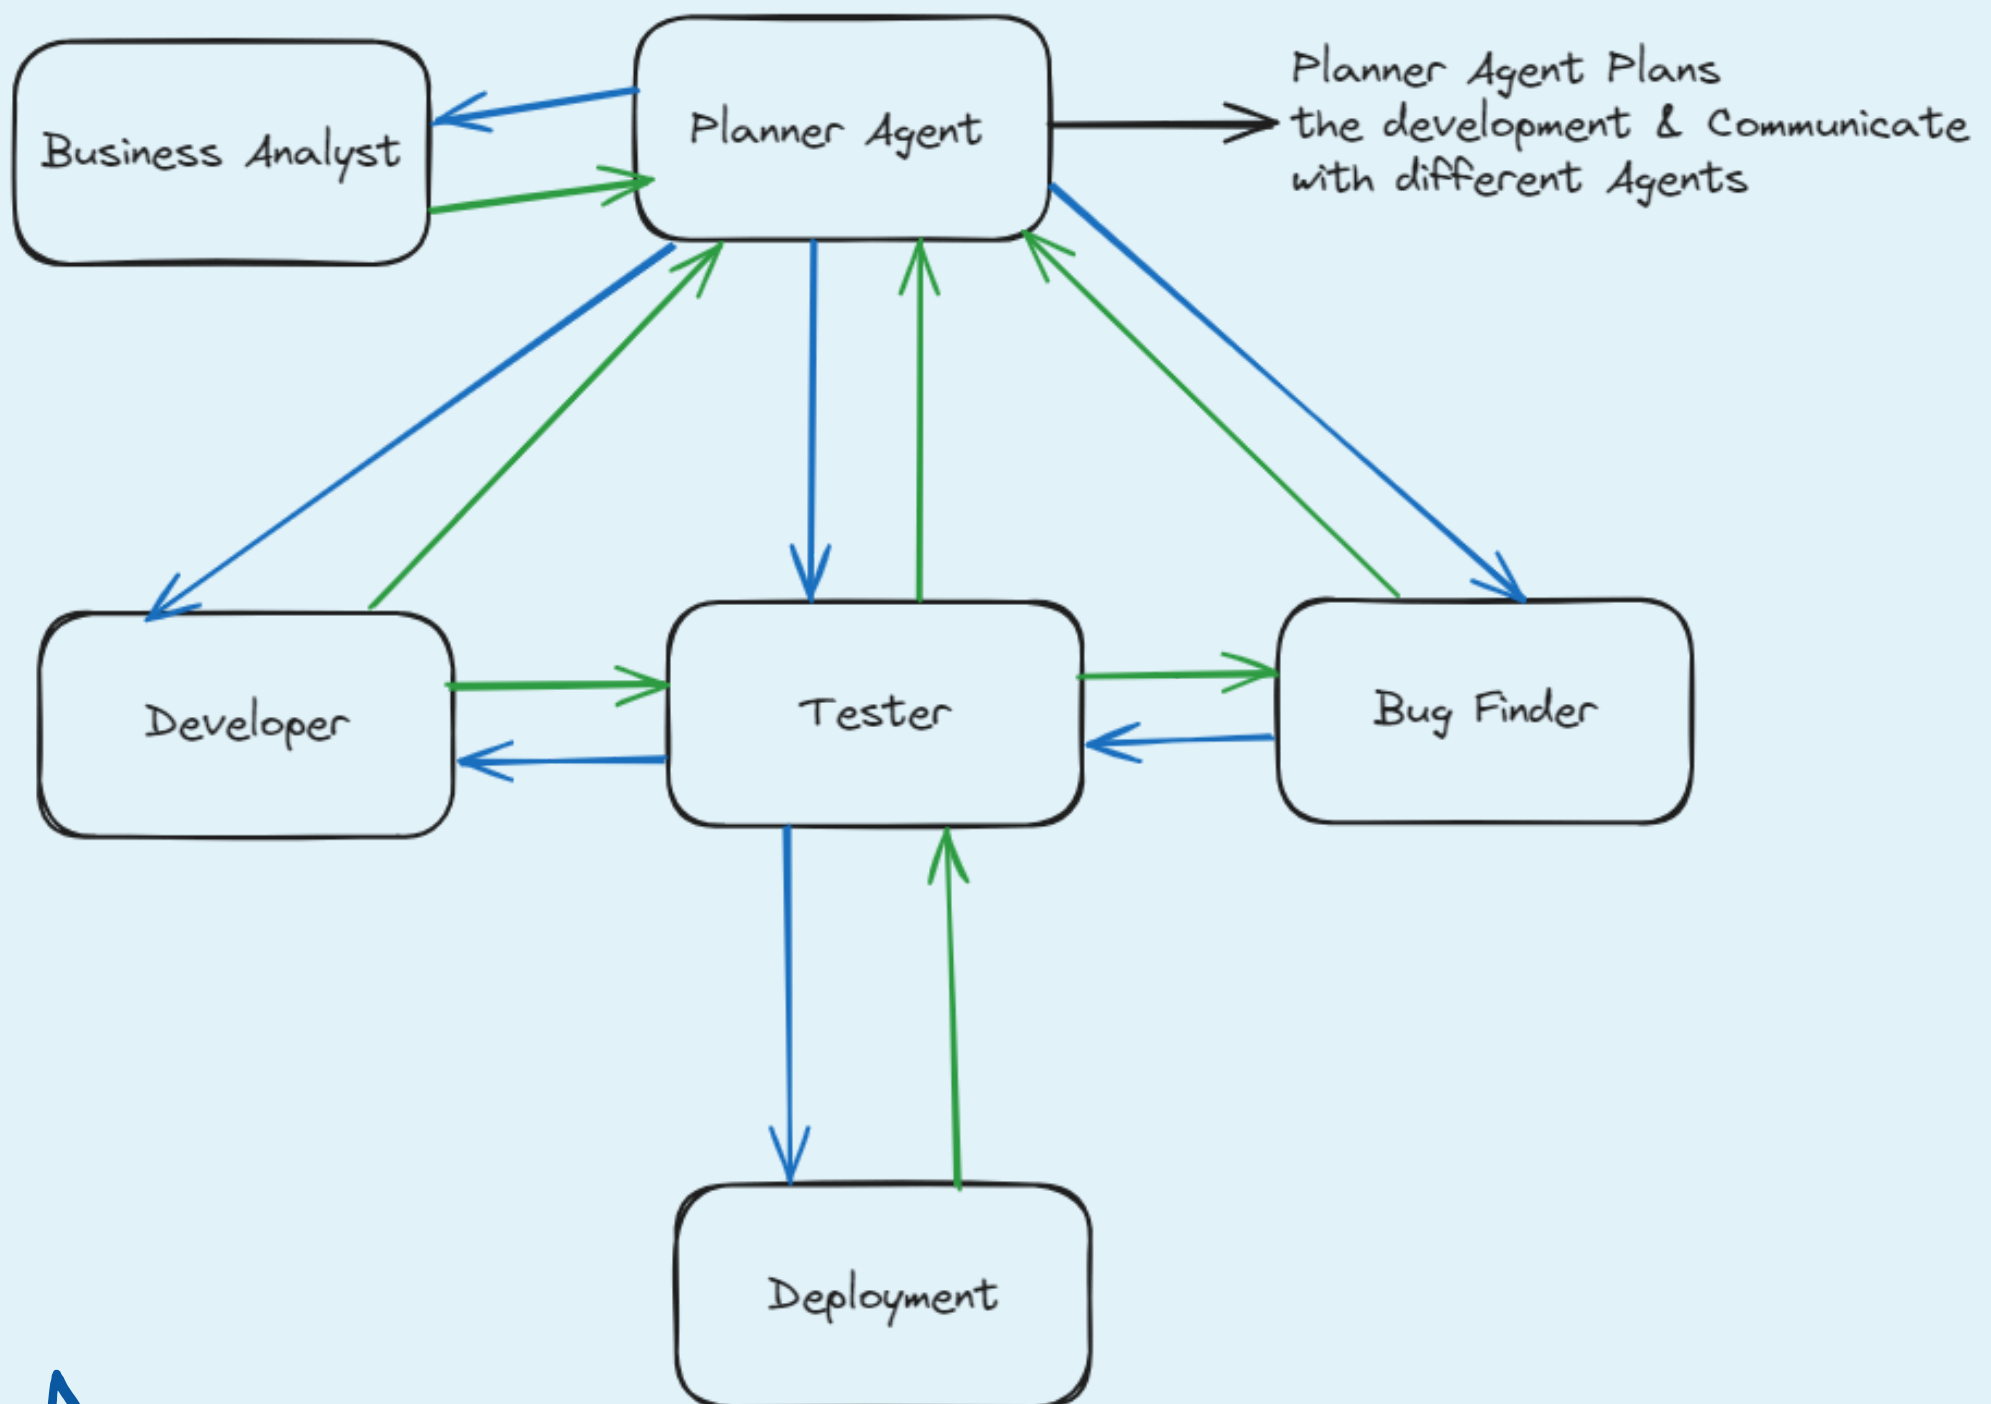 Business Analyst
Planner Agent
Planner Agent Plans
the development & Communicate
with different Agents
Developer
Tester
Bug Finder
Deployment